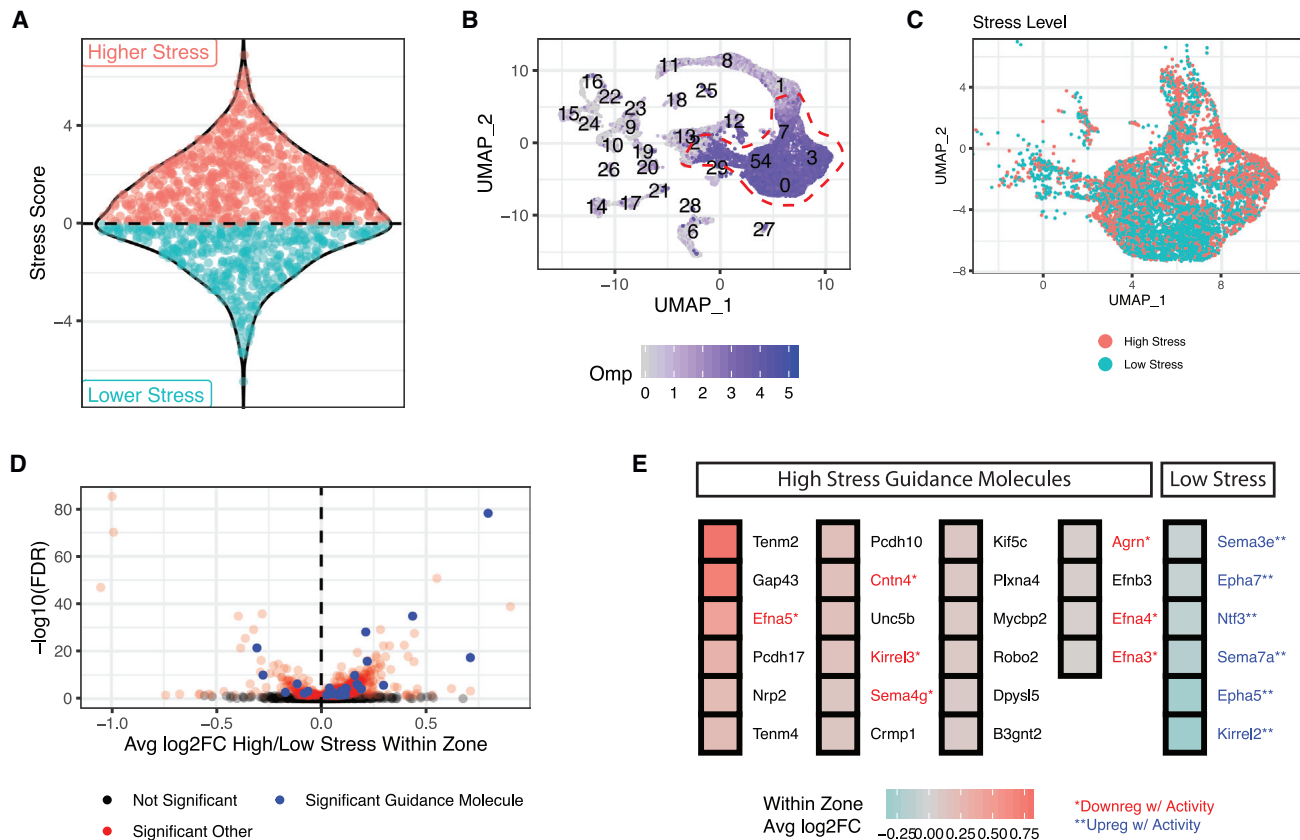 A
Higher Stress
4
0
−4
Stress Score
Lower Stress
B
10
0
−10
UMAP_2
16
22
15
24
23
9
10
26
14
17
21
20
19
18
25
11
8
1
12
13
2
7
54
3
0
29
28
6
27
−10
0
10
UMAP_1
Omp
0 1 2 3 4 5
C
Stress Level
4
0
−4
−8
UMAP_2
0 4 8
UMAP_1
High Stress
Low Stress
D
80
60
40
20
0
−log10(FDR)
−1.0 −0.5 0.0 0.5
Avg log2FC High/Low Stress Within Zone
Not Significant
Significant Guidance Molecule
Significant Other
E
High Stress Guidance Molecules
Low Stress
Tenm2
Gap43
Efna5*
Pcdh17
Nrp2
Tenm4
Pcdh10
Cntn4*
Unc5b
Kirrel3*
Sema4g*
Crmp1
Kif5c
Plxna4
Mycbp2
Robo2
Dpysl5
B3gnt2
Agrn*
Efnb3
Efna4*
Efna3*
Sema3e**
Epha7**
Ntf3**
Sema7a**
Epha5**
Kirrel2**
Within Zone
Avg log2FC
−0.25 0.00 0.25 0.50 0.75
*Downreg w/ Activity
**Upreg w/ Activity